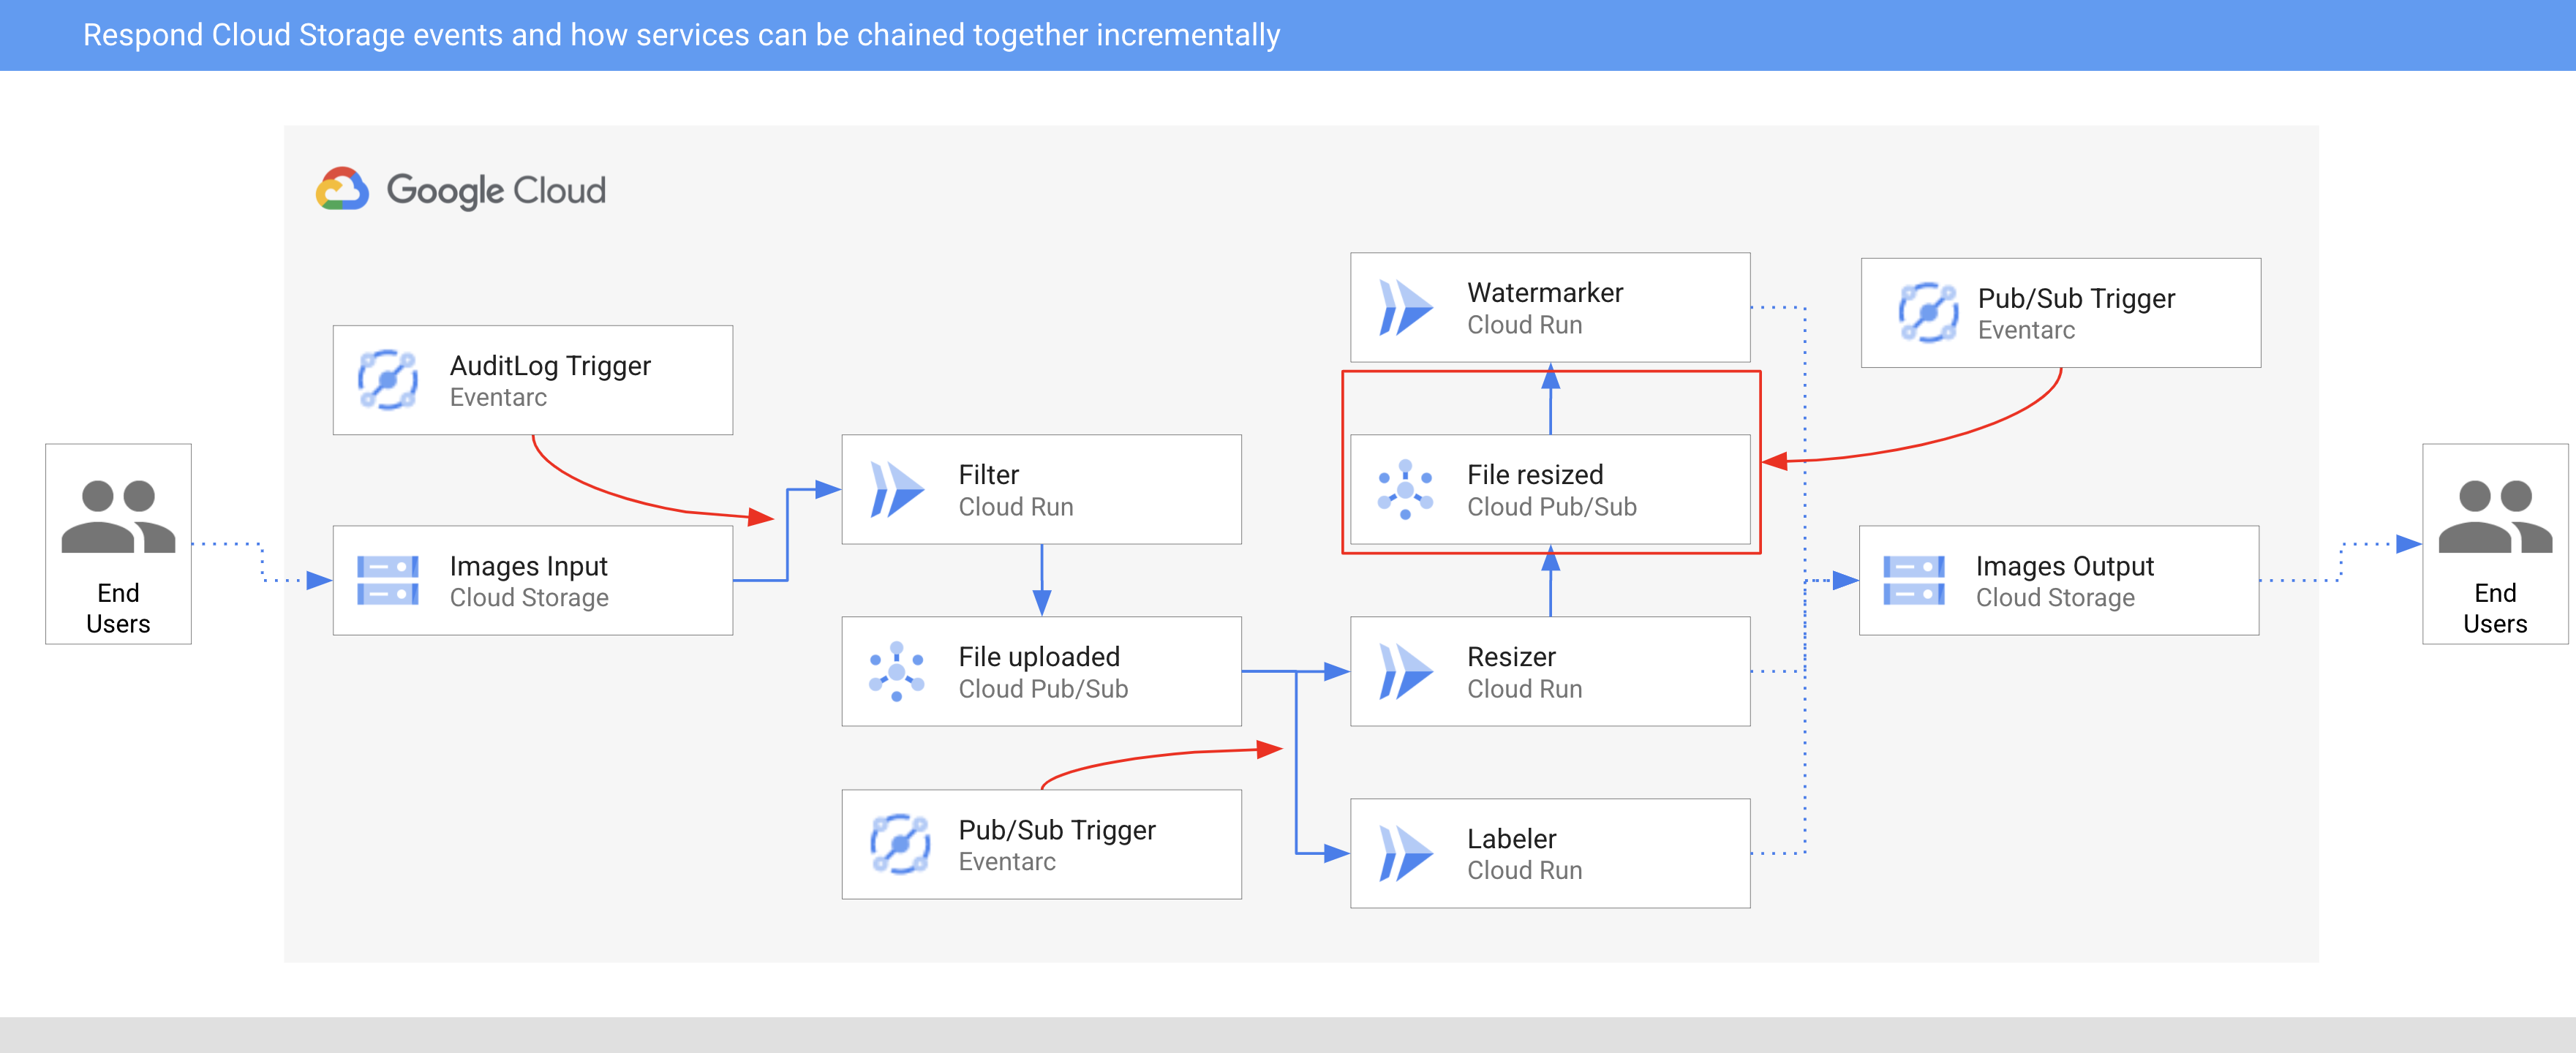 Respond Cloud Storage events and how services can be chained together incrementally
Google Cloud
End
Users
AuditLog Trigger
Eventarc
Images Input
Cloud Storage
Filter
Cloud Run
File uploaded
Cloud Pub/Sub
Pub/Sub Trigger
Eventarc
Watermarker
Cloud Run
File resized
Cloud Pub/Sub
Resizer
Cloud Run
Labeler
Cloud Run
Pub/Sub Trigger
Eventarc
Images Output
Cloud Storage
End
Users